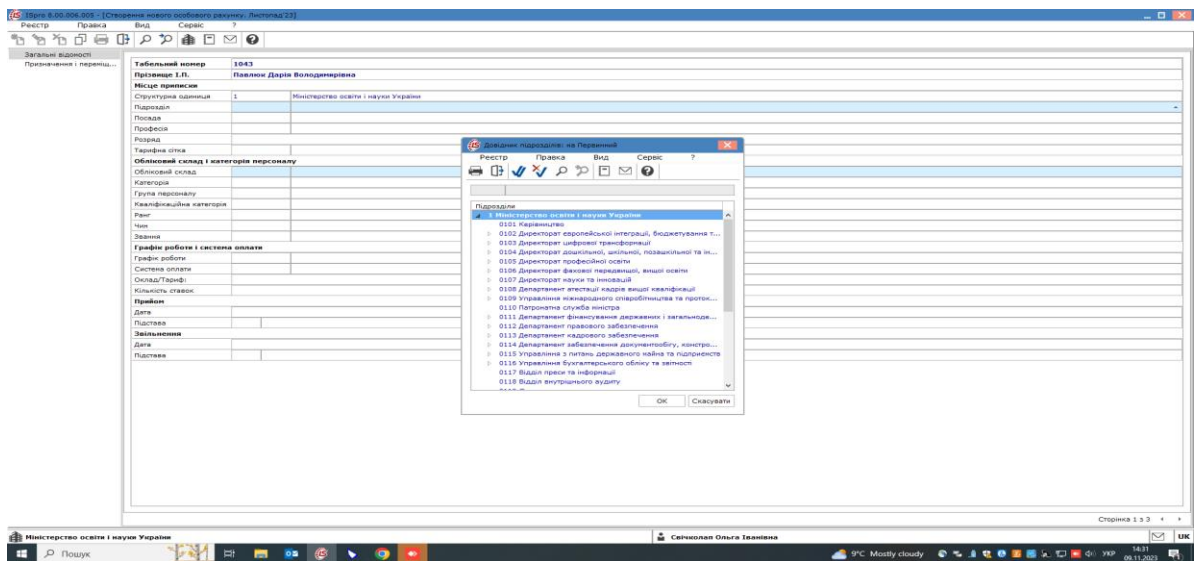 ISpro 8.00.006.005 - [Створення нового особового рахунку. Листопад'23]
Реєстр Правка Вид Сервіс ?
Загальні відомості
Призначення і переміщ...
Табельний номер 1043
Прізвище І.П. Павлюк Дарія Володимирівна
Місце приписки
Структурна одиниця 1 Міністерство освіти і науки України
Підрозділ
Посада
Професія
Розряд
Тарифна сітка
Обліковий склад і категорія персоналу
Обліковий склад
Категорія
Група персоналу
Кваліфікаційна категорія
Ранг
Чин
Звання
Графік роботи і система оплати
Графік роботи
Система оплати
Оклад/Тариф:
Кількість ставок
Прийом
Дата
Підстава
Звільнення
Дата
Підстава
Довідник підрозділів: на Первинний
Реєстр Правка Вид Сервіс ?
Підрозділи
1 Міністерство освіти і науки України
0101 Керівництво
0102 Директорат європейської інтеграції, бюджетування т...
0103 Директорат цифрової трансформації
0104 Директорат дошкільної, шкільної, позашкільної та ін...
0105 Директорат професійної освіти
0106 Директорат фахової передвищої, вищої освіти
0107 Директорат науки та інновацій
0108 Департамент атестації кадрів вищої кваліфікації
0109 Управління міжнародного співробітництва та проток...
0110 Патронатна служба міністра
0111 Департамент фінансування державних і загальноде...
0112 Департамент правового забезпечення
0113 Департамент кадрового забезпечення
0114 Департамент забезпечення документообігу, контро...
0115 Управління з питань державного майна та підприємств
0116 Управління бухгалтерського обліку та звітності
0117 Відділ преси та інформації
0118 Відділ внутрішнього аудиту
ОК Скасувати
Сторінка 1 з 3
Міністерство освіти і науки України Свічколап Ольга Іванівна UK
Пошук 9°C Mostly cloudy УКР 14:31
09.11.2023